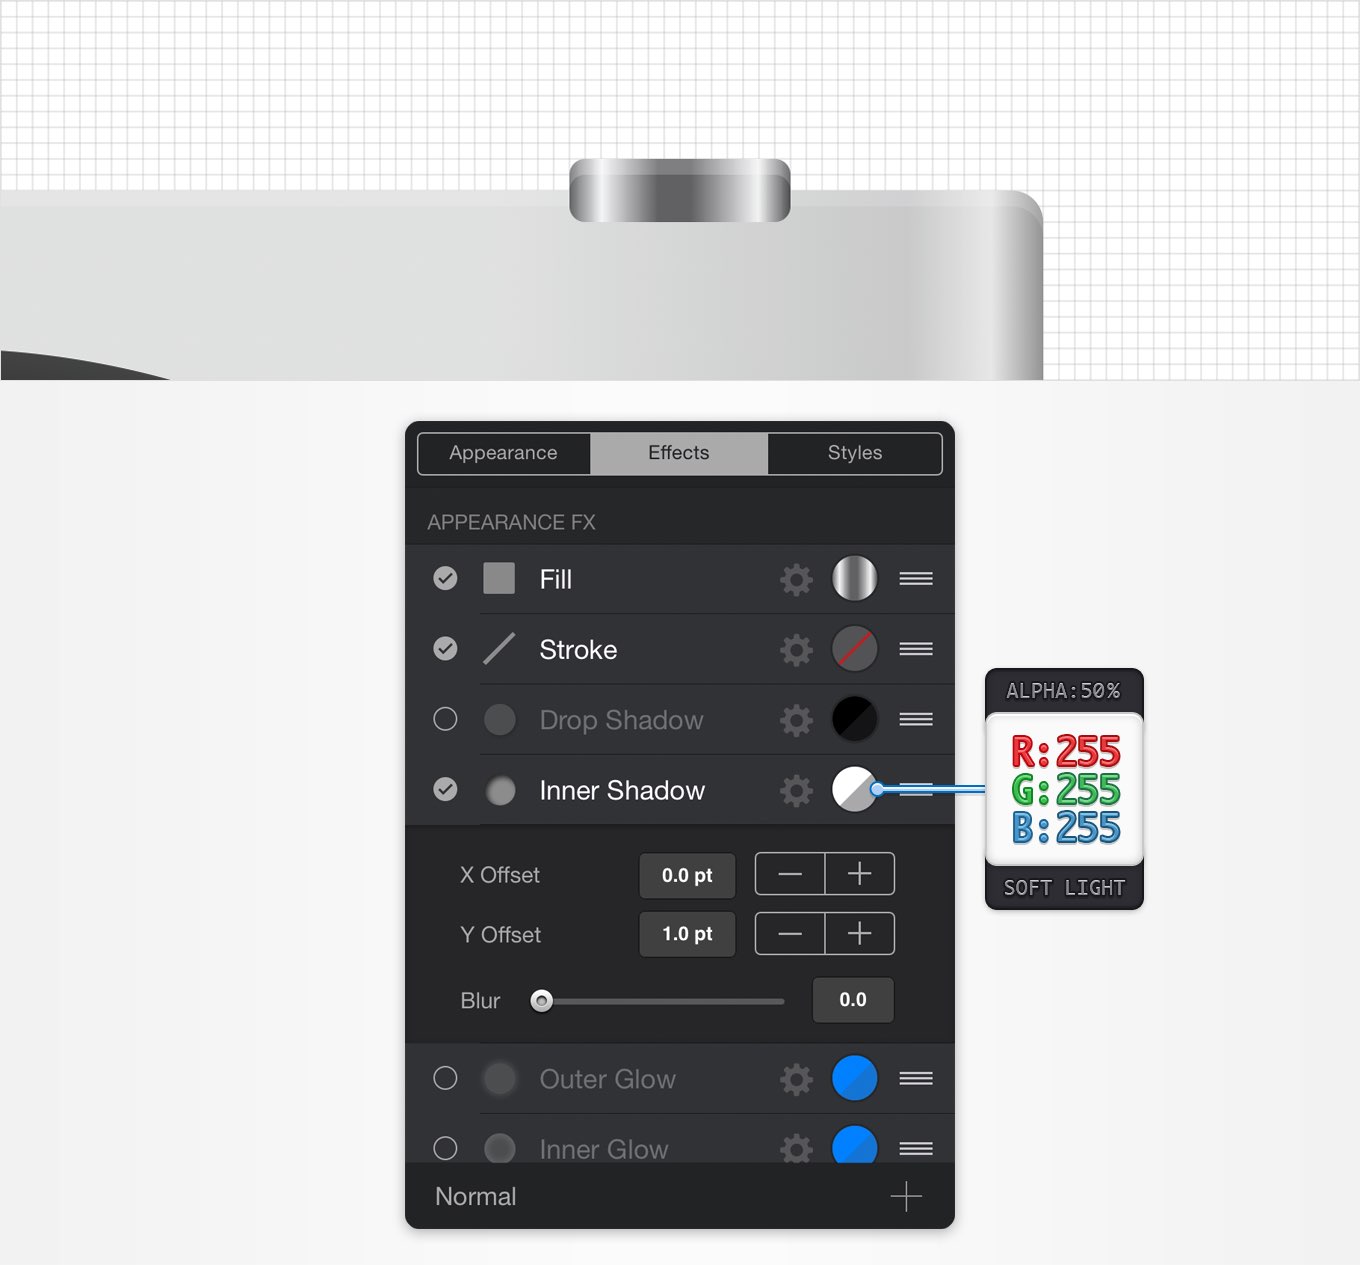 Appearance Effects Styles
APPEARANCE FX
Fill
Stroke
Drop Shadow
Inner Shadow
X Offset 0.0 pt
Y Offset 1.0 pt
Blur 0.0
Outer Glow
Inner Glow
Normal
ALPHA:50%
R:255
G:255
B:255
SOFT LIGHT